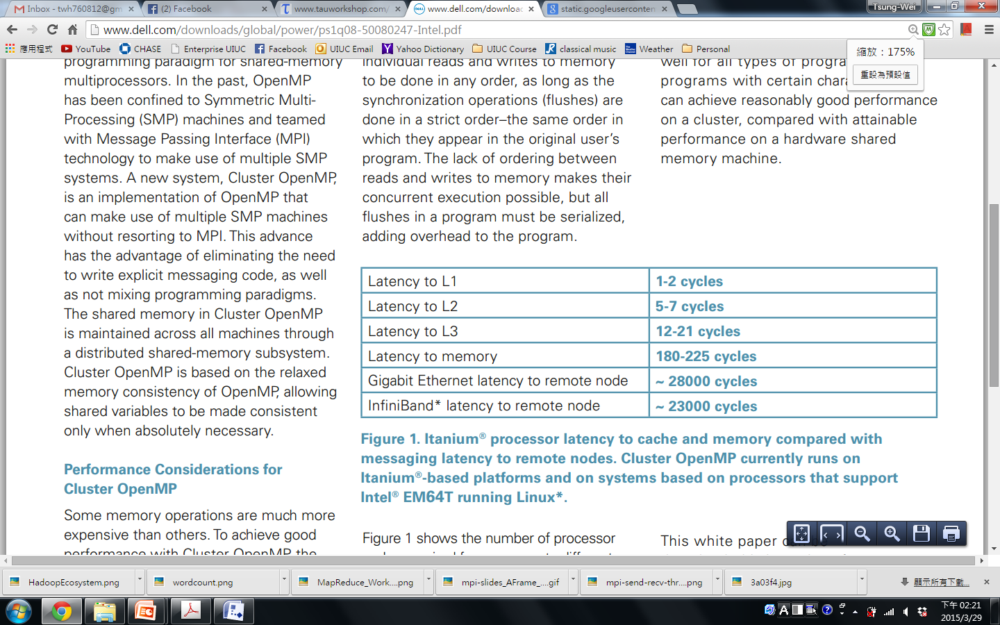 Inbox - twh760812@gm
(2) Facebook
www.tauworkshop.com/
www.dell.com/downloac
static.googleusercontent
Tsung-Wei
www.dell.com/downloads/global/power/ps1q08-50080247-Intel.pdf
應用程式
YouTube
CHASE
Enterprise UIUC
Facebook
UIUC Email
Yahoo Dictionary
UIUC Course
classical music
Weather
Personal
縮放：175%
重設為預設值
programming paradigm for shared-memory
multiprocessors. In the past, OpenMP
has been confined to Symmetric Multi-
Processing (SMP) machines and teamed
with Message Passing Interface (MPI)
technology to make use of multiple SMP
systems. A new system, Cluster OpenMP,
is an implementation of OpenMP that
can make use of multiple SMP machines
without resorting to MPI. This advance
has the advantage of eliminating the need
to write explicit messaging code, as well
as not mixing programming paradigms.
The shared memory in Cluster OpenMP
is maintained across all machines through
a distributed shared-memory subsystem.
Cluster OpenMP is based on the relaxed
memory consistency of OpenMP, allowing
shared variables to be made consistent
only when absolutely necessary.
Performance Considerations for
Cluster OpenMP
Some memory operations are much more
expensive than others. To achieve good
performance with Cluster OpenMP, the
individual reads and writes to memory
to be done in any order, as long as the
synchronization operations (flushes) are
done in a strict order–the same order in
which they appear in the original user's
program. The lack of ordering between
reads and writes to memory makes their
concurrent execution possible, but all
flushes in a program must be serialized,
adding overhead to the program.
well for all types of progra
programs with certain chara
can achieve reasonably good performance
on a cluster, compared with attainable
performance on a hardware shared
memory machine.
Latency to L1 1-2 cycles
Latency to L2 5-7 cycles
Latency to L3 12-21 cycles
Latency to memory 180-225 cycles
Gigabit Ethernet latency to remote node ~ 28000 cycles
InfiniBand* latency to remote node ~ 23000 cycles
Figure 1. Itanium® processor latency to cache and memory compared with
messaging latency to remote nodes. Cluster OpenMP currently runs on
Itanium®-based platforms and on systems based on processors that support
Intel® EM64T running Linux*.
Figure 1 shows the number of processor
This white paper can be
HadoopEcosystem.png
wordcount.png
MapReduce_Work....png
mpi-slides_AFrame_....gif
mpi-send-recv-thr....png
3a03f4.jpg
顯示所有下載...
下午 02:21
2015/3/29